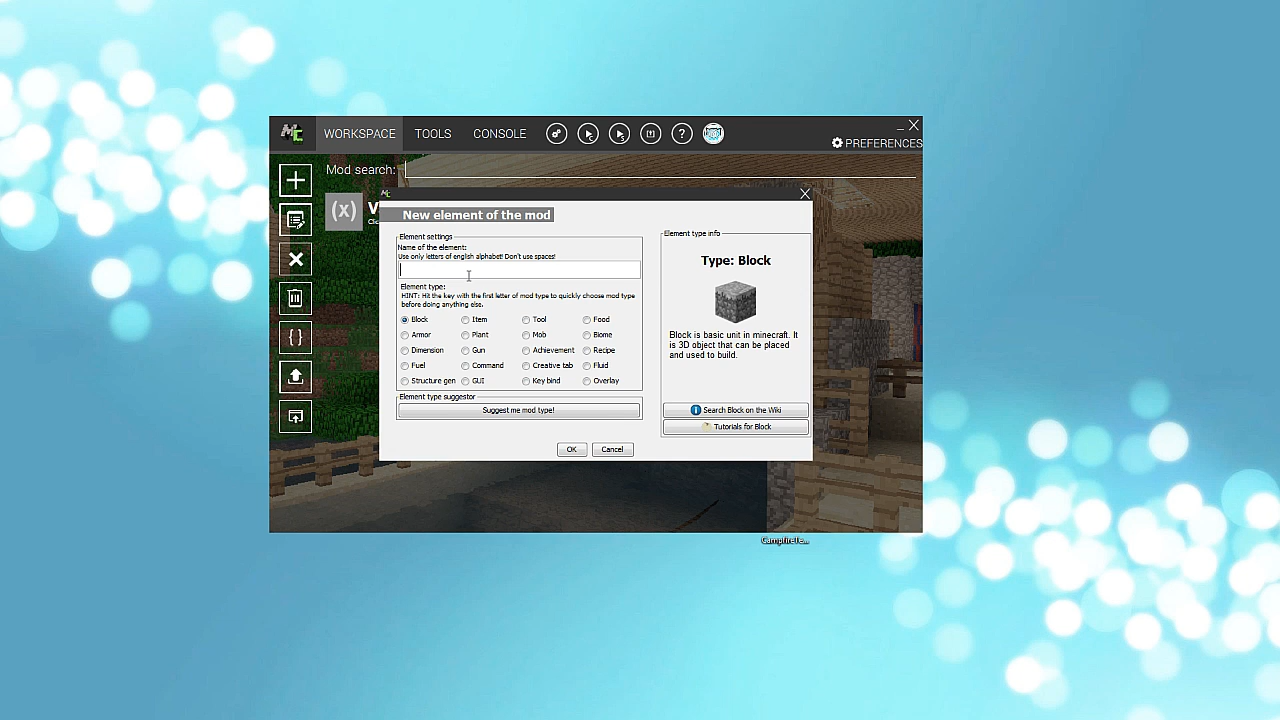 WORKSPACE TOOLS CONSOLE
PREFERENCES
Mod search:
(x)
New element of the mod
Element settings
Name of the element:
Use only letters of english alphabet! Don't use spaces!
Element type:
HINT: Hit the key with the first letter of mod type to quickly choose mod type
before doing anything else.
Block Item Tool Food
Armor Plant Mob Biome
Dimension Gun Achievement Recipe
Fuel Command Creative tab Fluid
Structure gen GUI Key bind Overlay
Element type suggestor
Suggest me mod type!
OK Cancel
Element type info
Type: Block
Block is basic unit in minecraft. It
is 3D object that can be placed
and used to build.
Search Block on the Wiki
Tutorials for Block
CampfireTe...